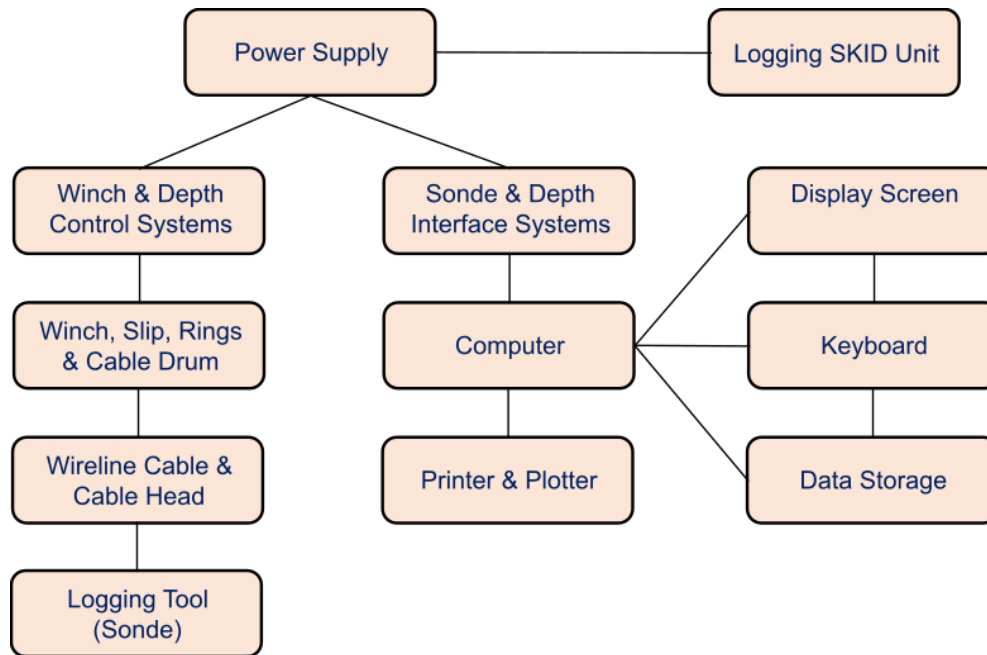 Power Supply
Logging SKID Unit
Winch & Depth
Control Systems
Sonde & Depth
Interface Systems
Display Screen
Winch, Slip, Rings
& Cable Drum
Computer
Keyboard
Wireline Cable &
Cable Head
Printer & Plotter
Data Storage
Logging Tool
(Sonde)